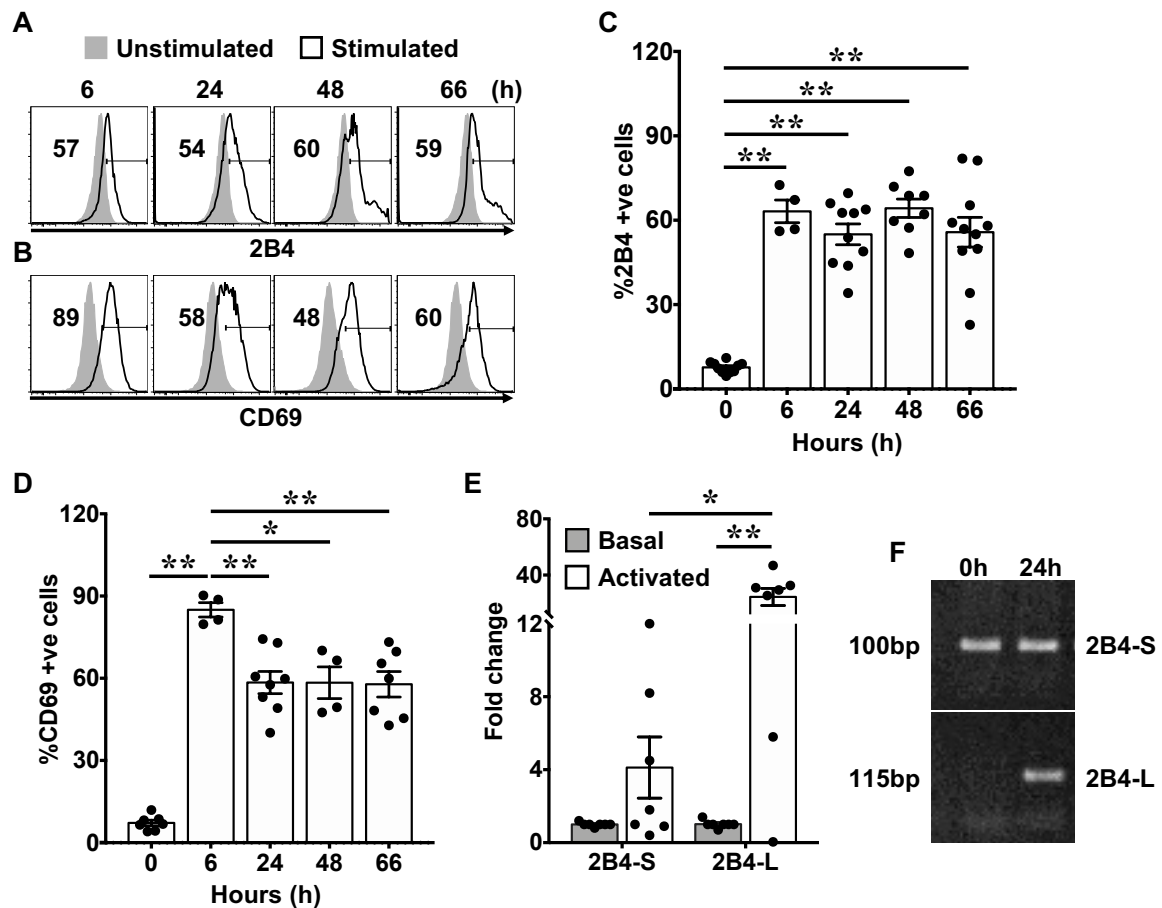 A
Unstimulated Stimulated
6 24 48 66 (h)
57 54 60 59
2B4
B
89 58 48 60
CD69
C
%2B4 +ve cells
120
90
60
30
0
** 
**
**
**
0 6 24 48 66
Hours (h)
D
%CD69 +ve cells
120
90
60
30
0
**
*
** **
0 6 24 48 66
Hours (h)
E
Fold change
80
40
12
8
4
0
Basal
Activated
*
**
2B4-S 2B4-L
F
0h 24h
100bp 2B4-S
115bp 2B4-L